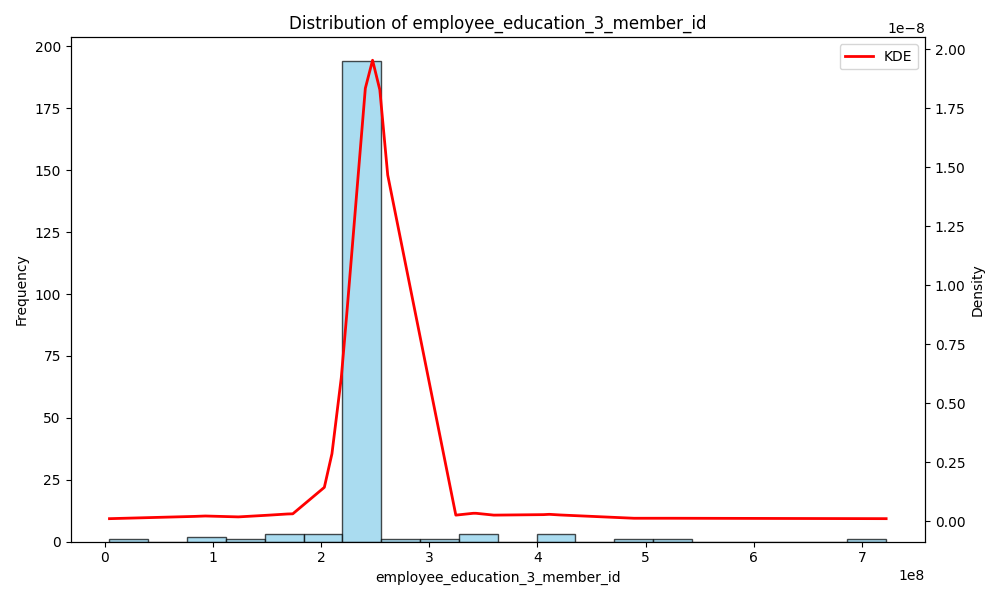 Distribution of employee_education_3_member_id
1e−8
KDE
Frequency
200
175
150
125
100
75
50
25
0
Density
2.00
1.75
1.50
1.25
1.00
0.75
0.50
0.25
0.00
0 1 2 3 4 5 6 7
1e8
employee_education_3_member_id